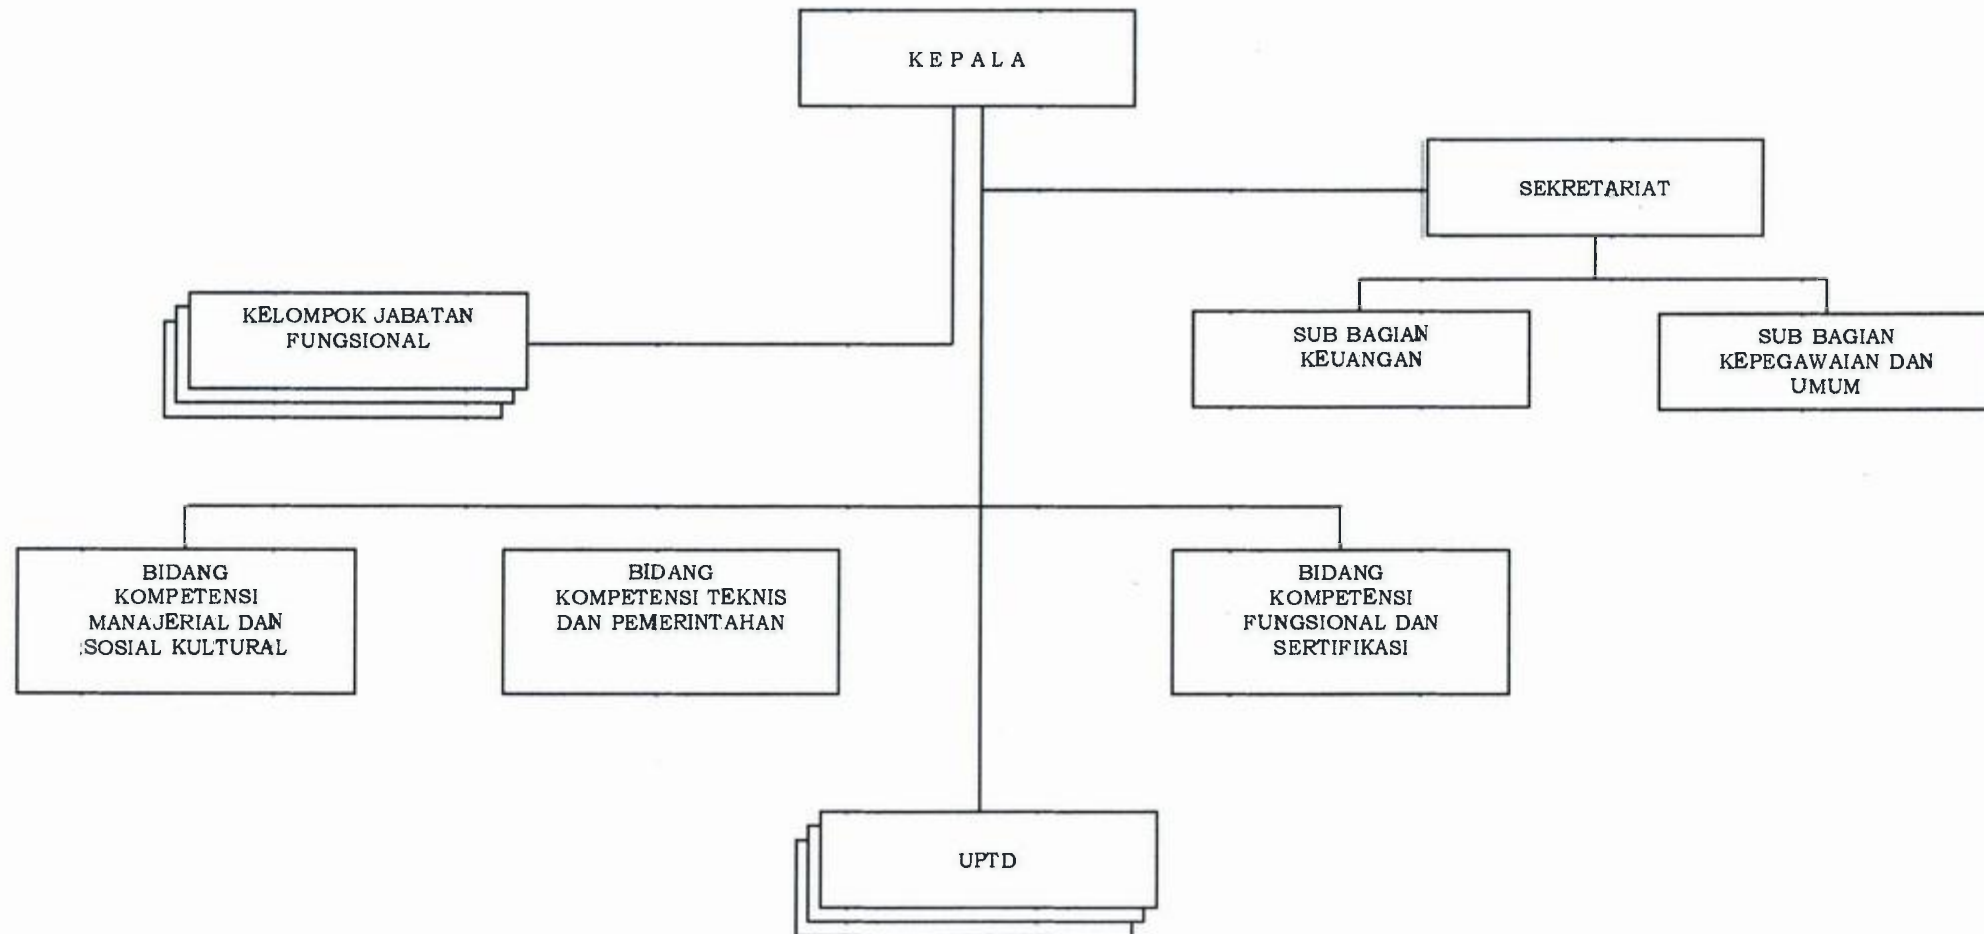 KEPALA
SEKRETARIAT
KELOMPOK JABATAN
FUNGSIONAL
SUB BAGIAN
KEUANGAN
SUB BAGIAN
KEPEGAWAIAN DAN
UMUM
BIDANG
KOMPETENSI
MANAJERIAL DAN
SOSIAL KULTURAL
BIDANG
KOMPETENSI TEKNIS
DAN PEMERINTAHAN
BIDANG
KOMPETENSI
FUNGSIONAL DAN
SERTIFIKASI
UPTD